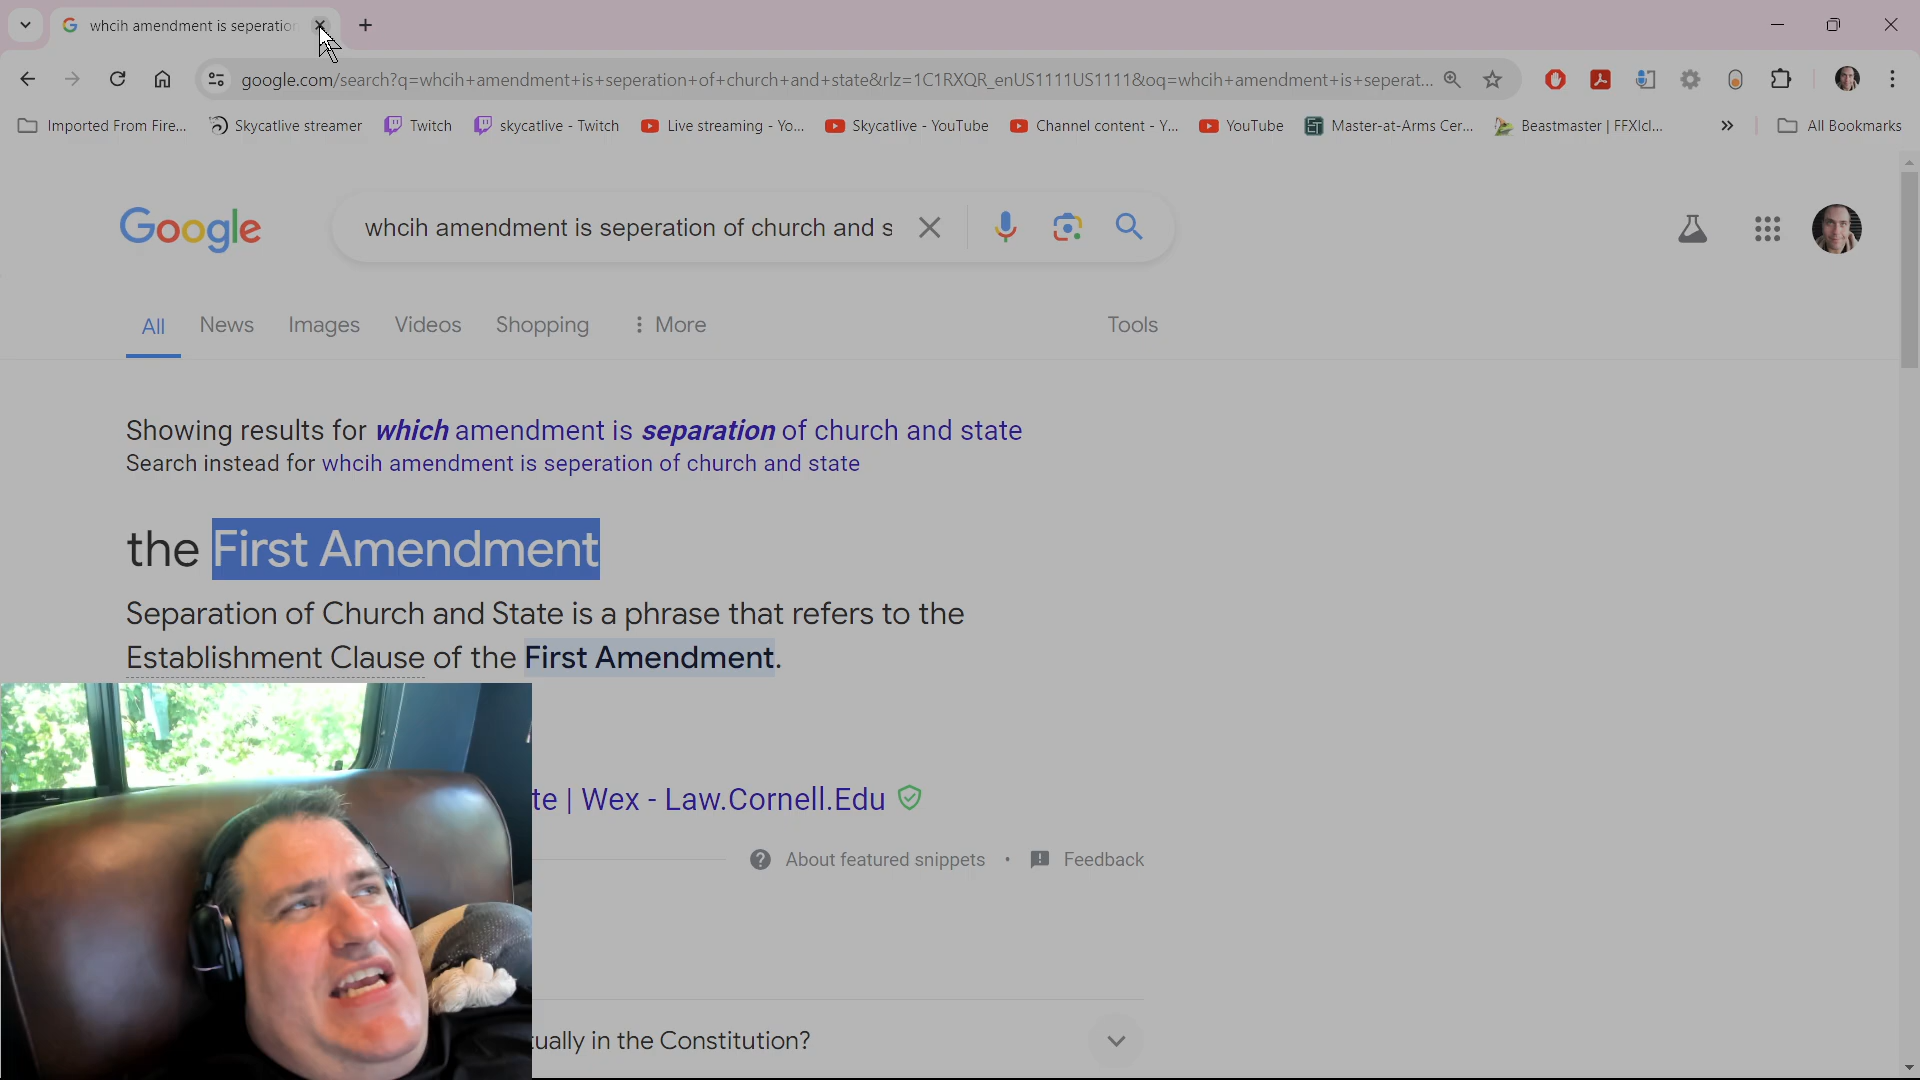 whcih amendment is seperation
google.com/search?q=whcih+amendment+is+seperation+of+church+and+state&rlz=1C1RXQR_enUS1111US1111&oq=whcih+amendment+is+seperat...
Imported From Fire... Skycatlive streamer Twitch skycatlive - Twitch Live streaming - Yo... Skycatlive - YouTube Channel content - Y... YouTube Master-at-Arms Cer... Beastmaster | FFXIcl... » All Bookmarks
Google whcih amendment is seperation of church and s
All News Images Videos Shopping More Tools
Showing results for which amendment is separation of church and state
Search instead for whcih amendment is seperation of church and state
the First Amendment
Separation of Church and State is a phrase that refers to the
Establishment Clause of the First Amendment.
te | Wex - Law.Cornell.Edu
About featured snippets • Feedback
tually in the Constitution?